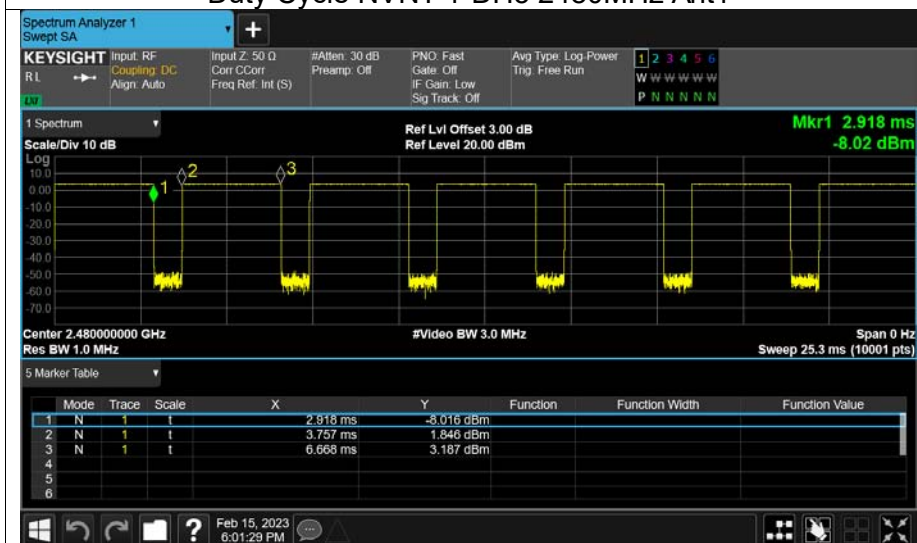 Spectrum Analyzer 1
Swept SA
+
KEYSIGHT Input: RF Input Z: 50 Ω #Atten: 30 dB PNO: Fast Avg Type: Log-Power 1 2 3 4 5 6
R L Coupling: DC Corr CCorr Preamp: Off Gate: Off Trig: Free Run W W W W W W
Align: Auto Freq Ref: Int (S) IF Gain: Low
LXI Sig Track: Off P N N N N N
1 Spectrum Ref Lvl Offset 3.00 dB Mkr1 2.918 ms
Scale/Div 10 dB Ref Level 20.00 dBm -8.02 dBm
Log
10.0
0.00
-10.0
-20.0
-30.0
-40.0
-50.0
-60.0
-70.0
1 2 3
Center 2.480000000 GHz #Video BW 3.0 MHz Span 0 Hz
Res BW 1.0 MHz Sweep 25.3 ms (10001 pts)
5 Marker Table
Mode Trace Scale X Y Function Function Width Function Value
1 N 1 t 2.918 ms -8.016 dBm
2 N 1 t 3.757 ms 1.846 dBm
3 N 1 t 6.668 ms 3.187 dBm
4
5
6
? Feb 15, 2023
6:01:29 PM